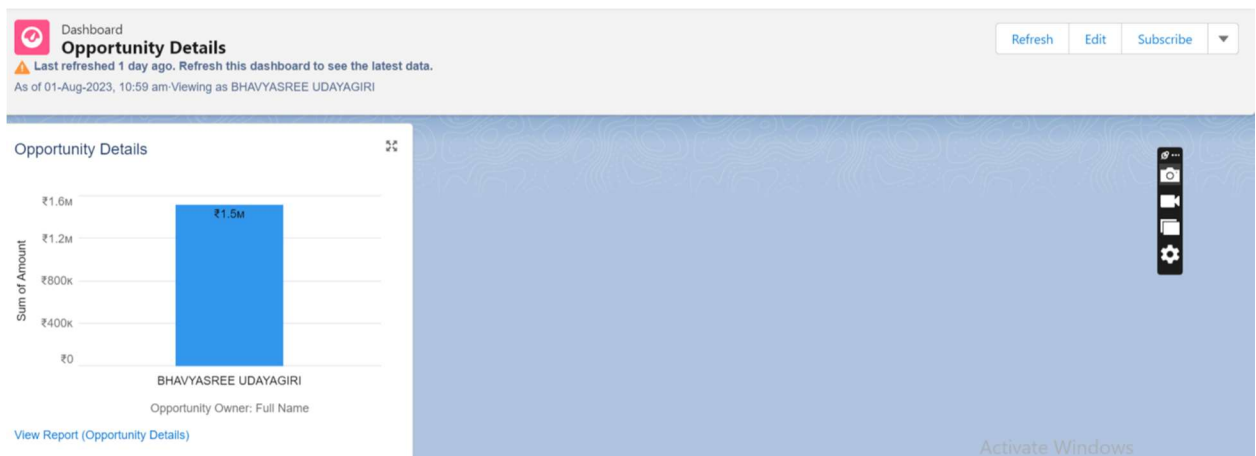 Dashboard
Opportunity Details
Last refreshed 1 day ago. Refresh this dashboard to see the latest data.
As of 01-Aug-2023, 10:59 am·Viewing as BHAVYASREE UDAYAGIRI
Refresh
Edit
Subscribe
Opportunity Details
₹1.6M
₹1.2M
₹800K
₹400K
₹0
Sum of Amount
₹1.5M
BHAVYASREE UDAYAGIRI
Opportunity Owner: Full Name
View Report (Opportunity Details)
Activate Windows